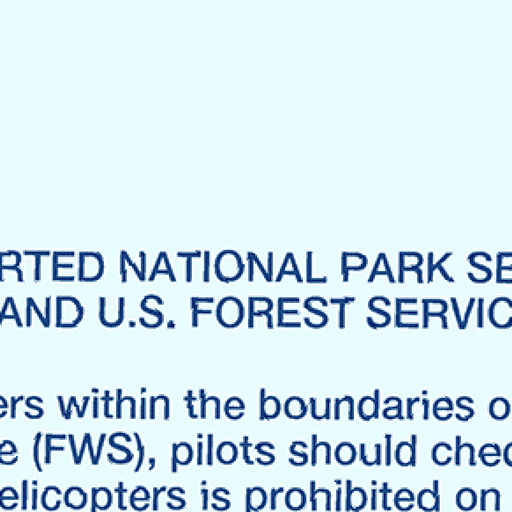 RTED NATIONAL PARK SE
AND U.S. FOREST SERVIC
ers within the boundaries o
e (FWS), pilots should chec
elicopters is prohibited on